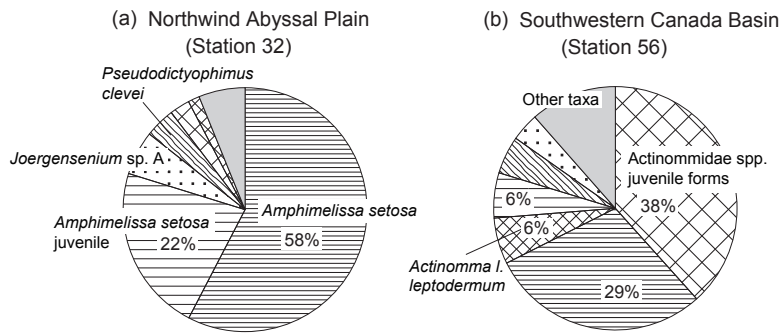 (a) Northwind Abyssal Plain
(Station 32)
Pseudodictyophimus
clevei
Joergensenium sp. A
Amphimelissa setosa
juvenile
22%
Amphimelissa setosa
58%
(b) Southwestern Canada Basin
(Station 56)
Other taxa
Actinommidae spp.
juvenile forms
38%
6%
6%
Actinomma l.
leptodermum
29%